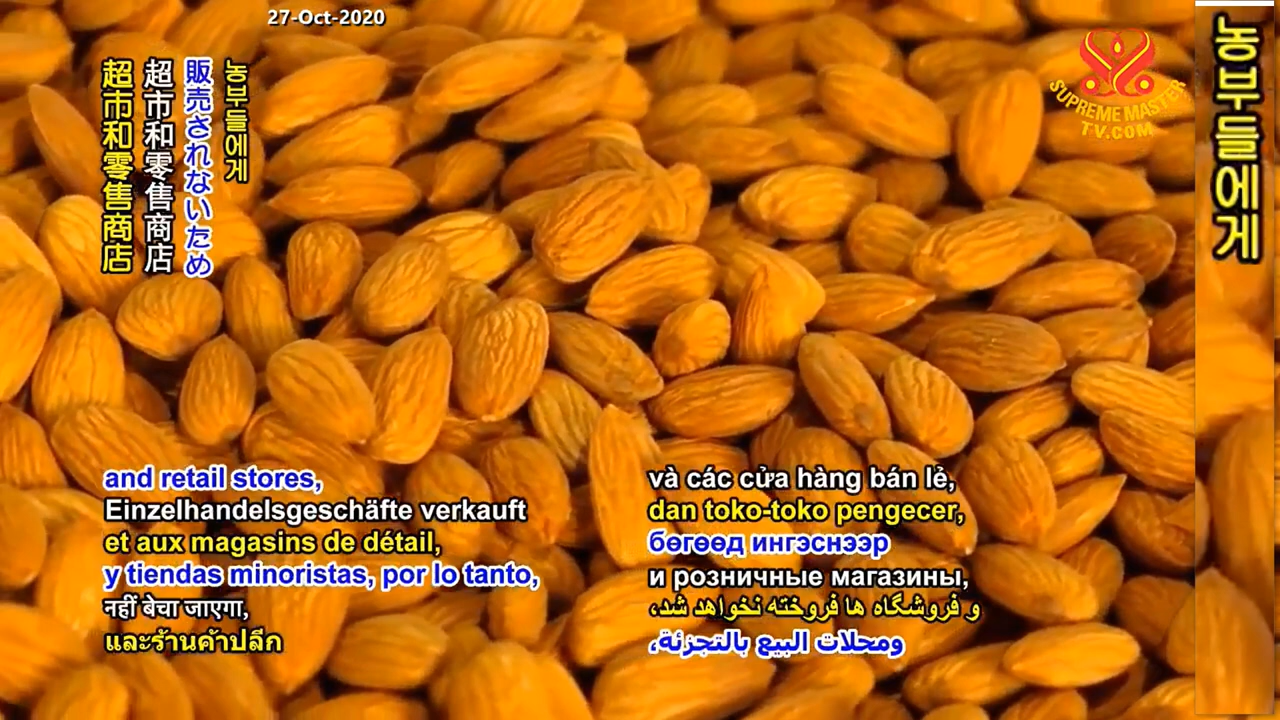 27-Oct-2020
농부들에게
販売されないため
超市和零售商店
超市和零售商店
SUPREME MASTER
TV.COM
농부들에게
and retail stores,
Einzelhandelsgeschäfte verkauft
et aux magasins de détail,
y tiendas minoristas, por lo tanto,
नहीं बेचा जाएगा,
และร้านค้าปลีก
và các cửa hàng bán lẻ,
dan toko-toko pengecer,
бөгөөд ингэснээр
и розничные магазины,
و فروشگاه ها فروخته نخواهد شد،
ومحلات البيع بالتجزئة،